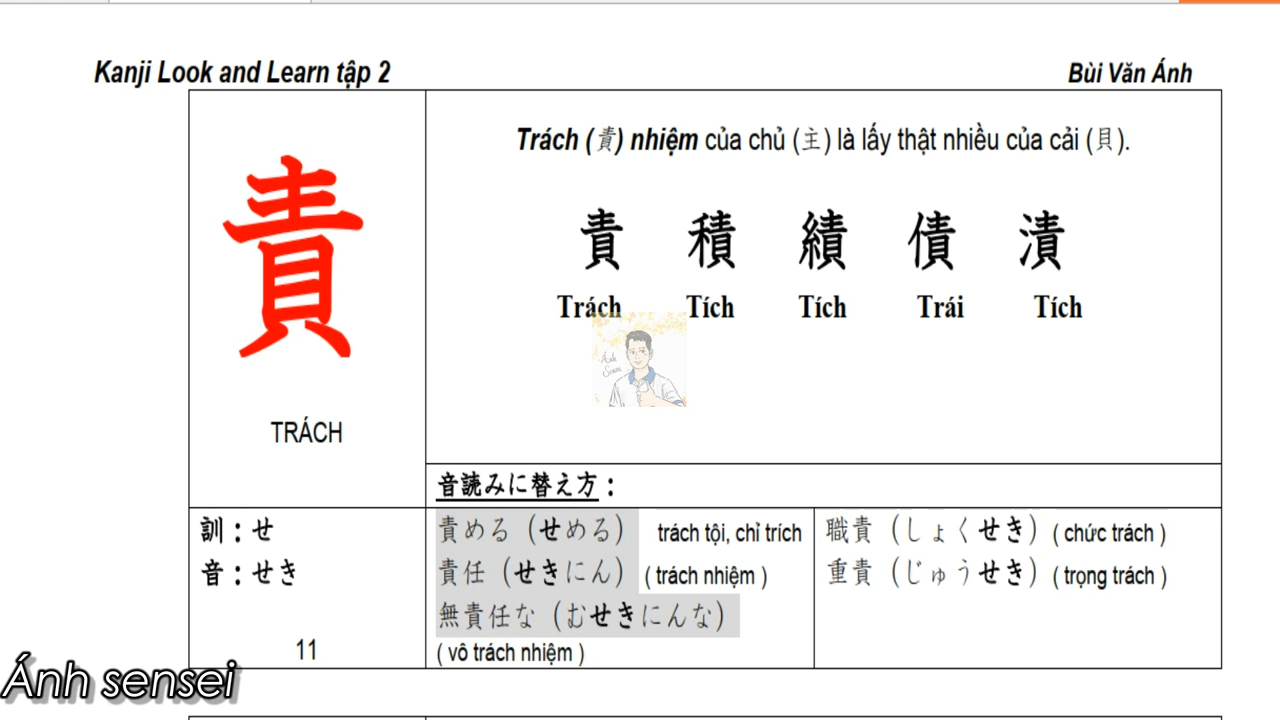 Kanji Look and Learn tập 2
Bùi Văn Ánh
責
TRÁCH
Trách (責) nhiệm của chủ (主) là lấy thật nhiều của cải (貝).
責 積 績 債 漬
Trách Tích Tích Trái Tích
Ánh Sensei
音読みに替え方：
訓：せ
音：せき
11
責める（せめる） trách tội, chỉ trích
責任（せきにん） ( trách nhiệm )
無責任な（むせきにんな）
( vô trách nhiệm )
職責（しょくせき） ( chức trách )
重責（じゅうせき） ( trọng trách )
Ánh sensei